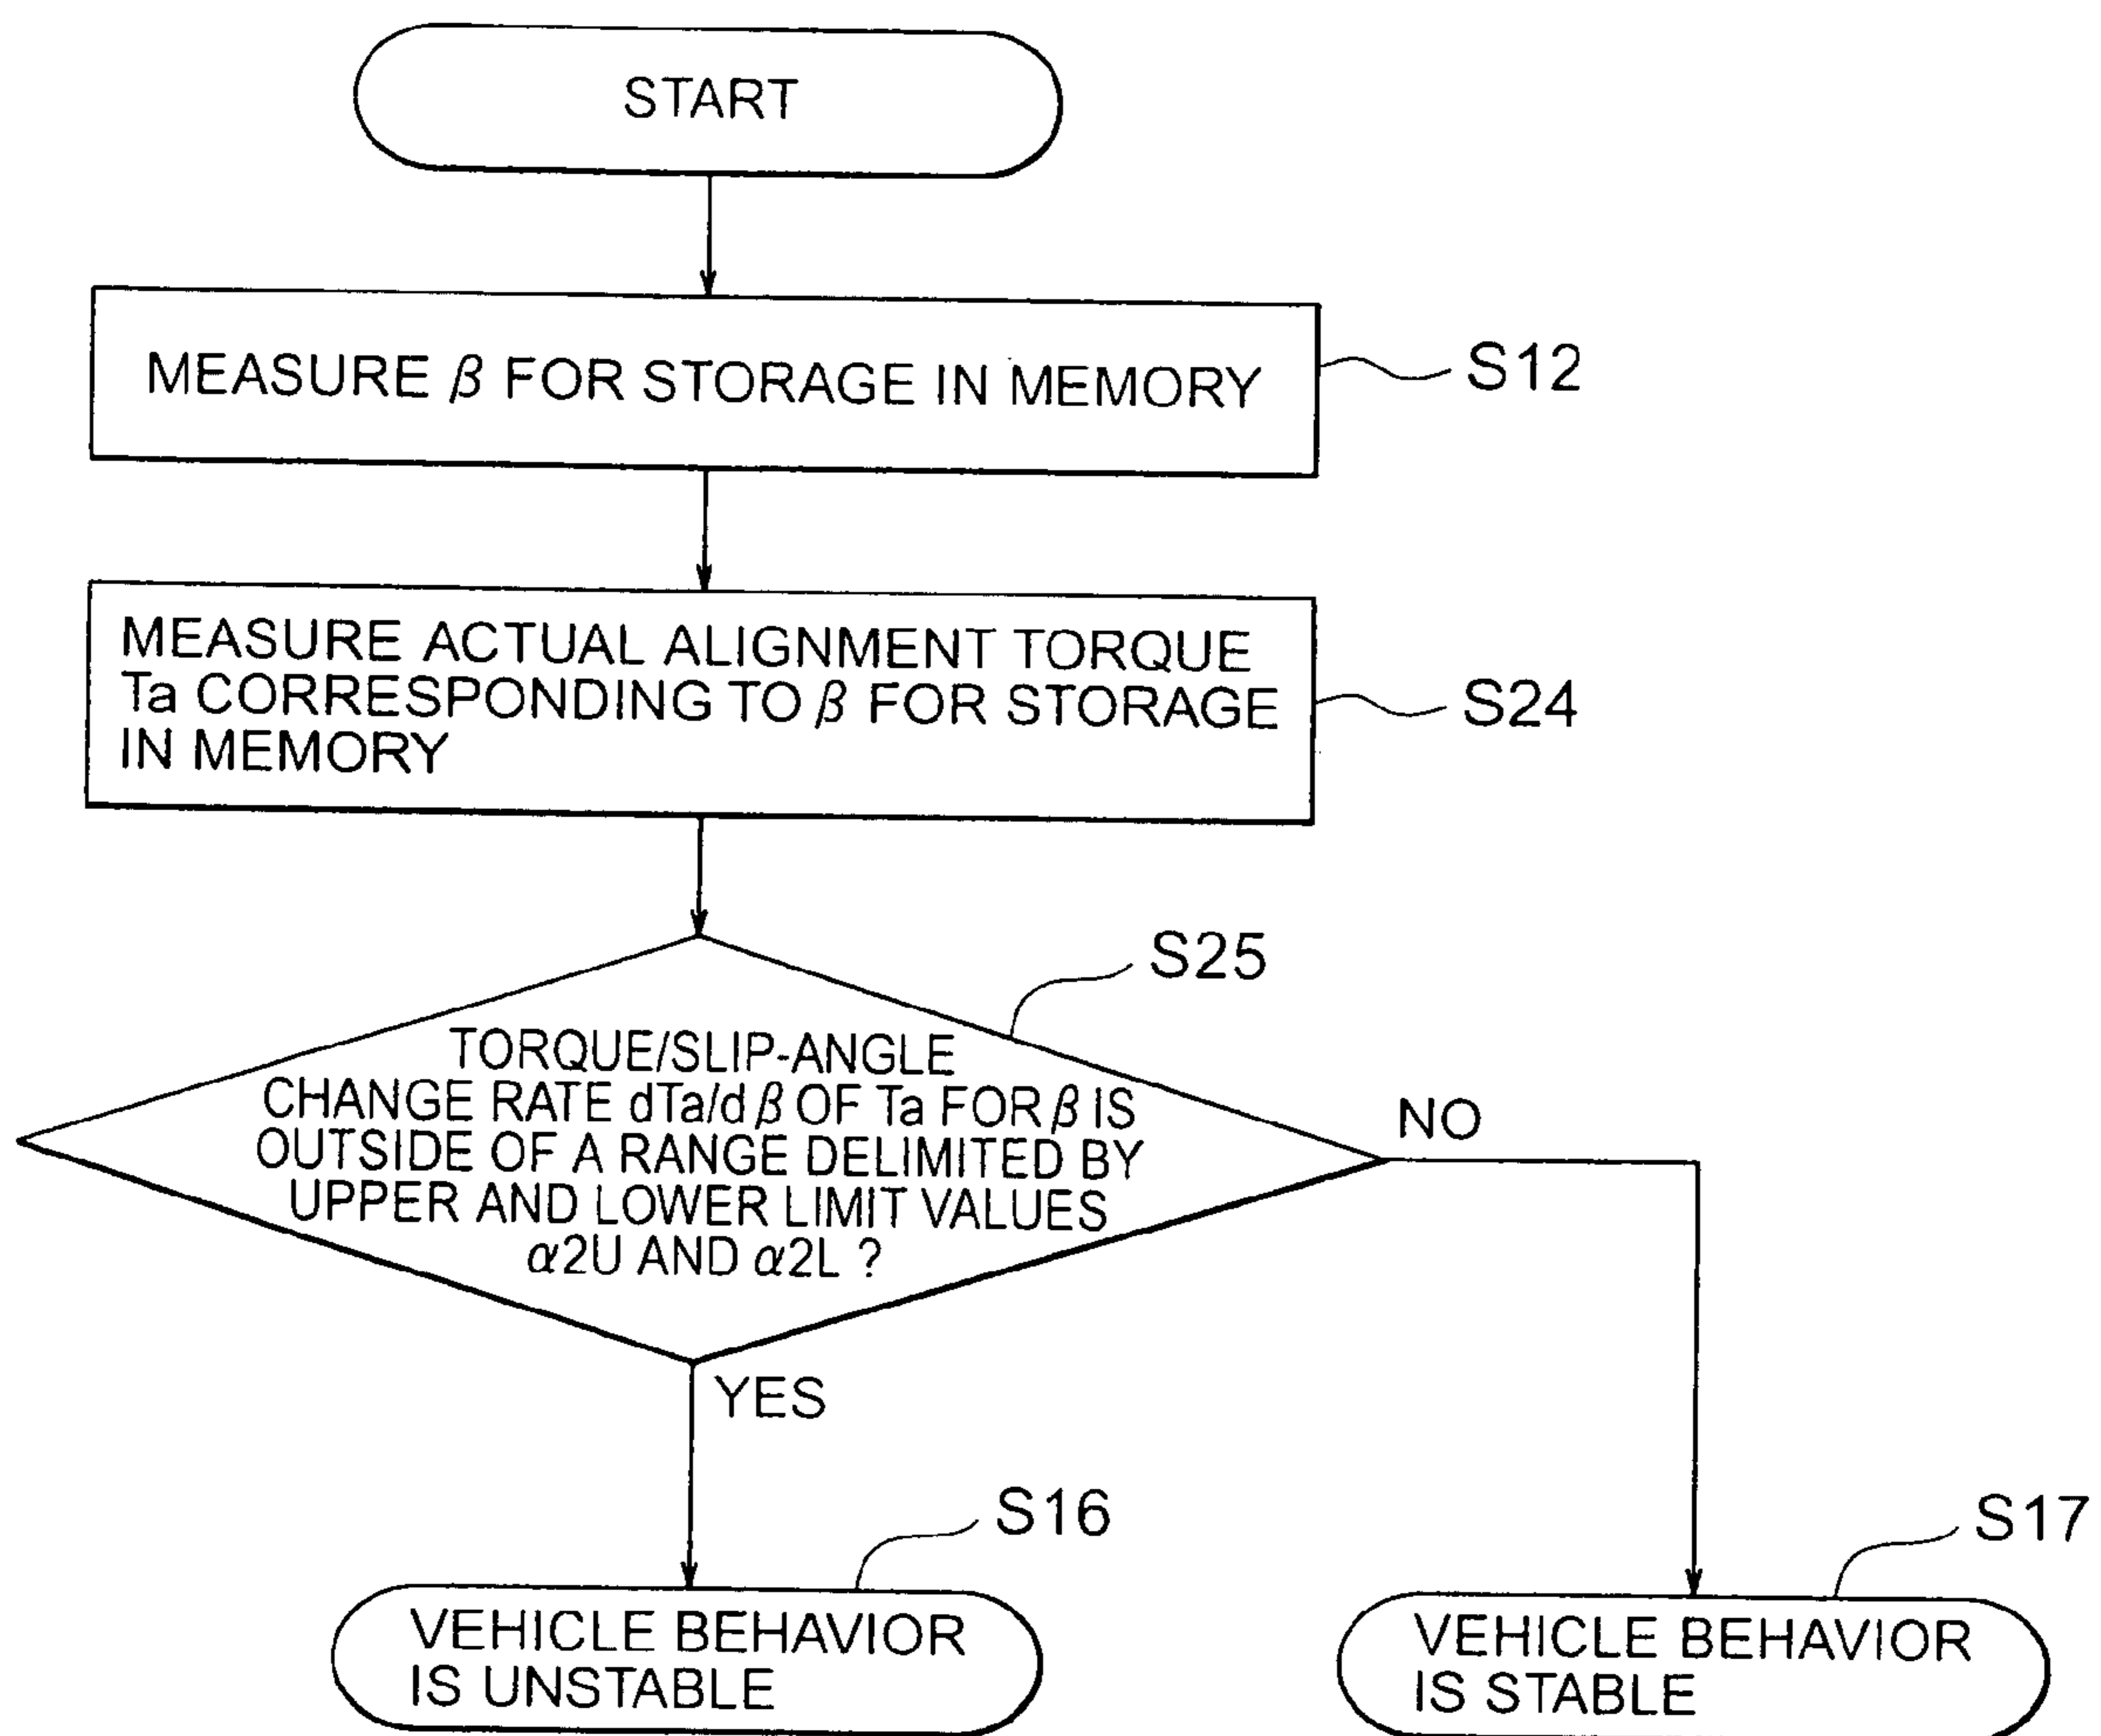 START
MEASURE β FOR STORAGE IN MEMORY
S12
MEASURE ACTUAL ALIGNMENT TORQUE
Ta CORRESPONDING TO β FOR STORAGE
IN MEMORY
S24
S25
TORQUE/SLIP-ANGLE
CHANGE RATE dTa/dβ OF Ta FOR β IS
OUTSIDE OF A RANGE DELIMITED BY
UPPER AND LOWER LIMIT VALUES
α2U AND α2L ?
NO
YES
S16
VEHICLE BEHAVIOR
IS UNSTABLE
S17
VEHICLE BEHAVIOR
IS STABLE